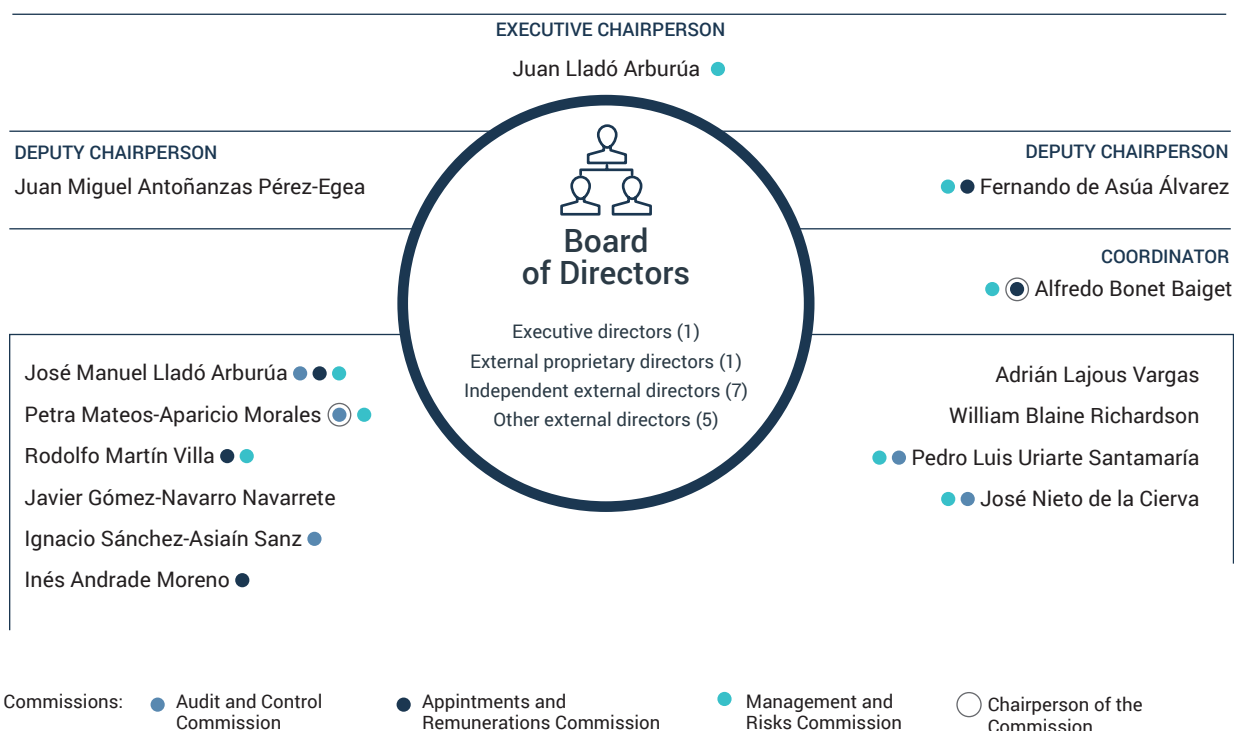 EXECUTIVE CHAIRPERSON
Juan Lladó Arburúa
DEPUTY CHAIRPERSON
Juan Miguel Antoñanzas Pérez-Egea
DEPUTY CHAIRPERSON
Fernando de Asúa Álvarez
COORDINATOR
Alfredo Bonet Baiget
Board
of Directors
Executive directors (1)
External proprietary directors (1)
Independent external directors (7)
Other external directors (5)
José Manuel Lladó Arburúa
Petra Mateos-Aparicio Morales
Rodolfo Martín Villa
Javier Gómez-Navarro Navarrete
Ignacio Sánchez-Asiaín Sanz
Inés Andrade Moreno
Adrián Lajous Vargas
William Blaine Richardson
Pedro Luis Uriarte Santamaría
José Nieto de la Cierva
Commissions:
Audit and Control
Commission
Appintments and
Remunerations Commission
Management and
Risks Commission
Chairperson of the
Commission